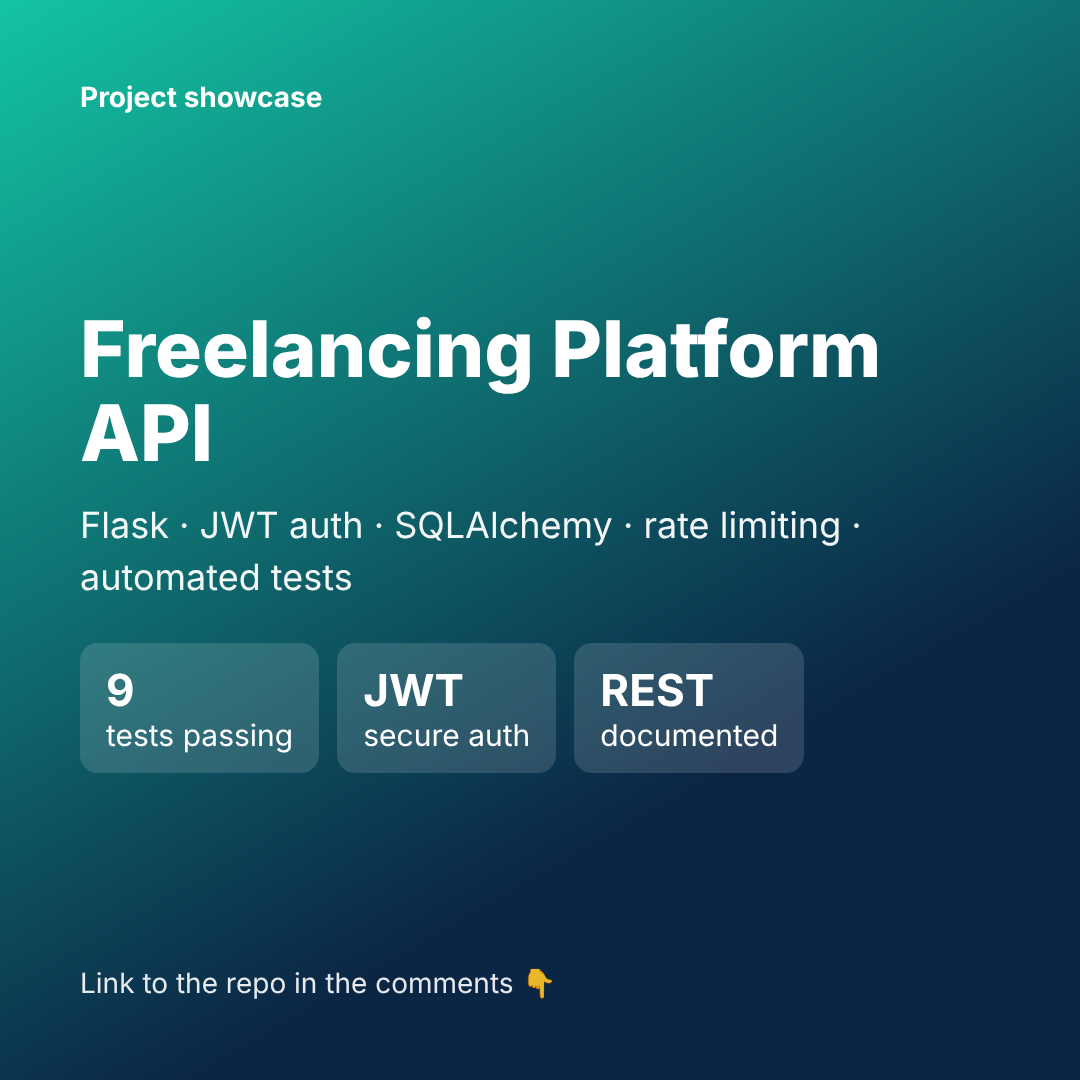 Project showcase
Freelancing Platform
API
Flask · JWT auth · SQLAlchemy · rate limiting ·
automated tests
9
tests passing
JWT
secure auth
REST
documented
Link to the repo in the comments 👇